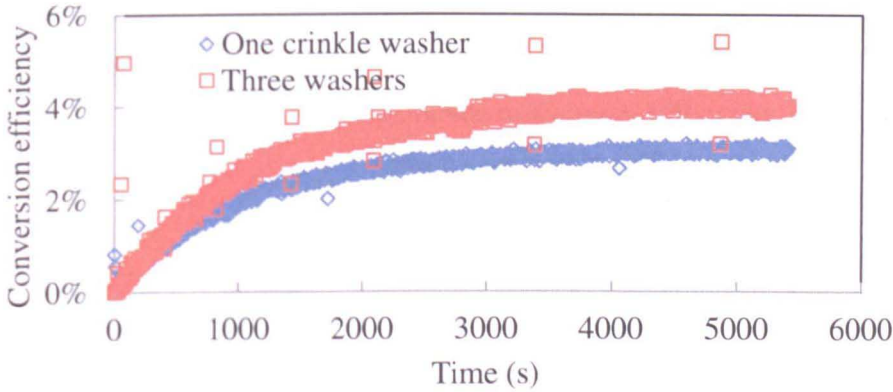 6%
4%
2%
0%
Conversion efficiency
One crinkle washer
Three washers
0 1000 2000 3000 4000 5000 6000
Time (s)